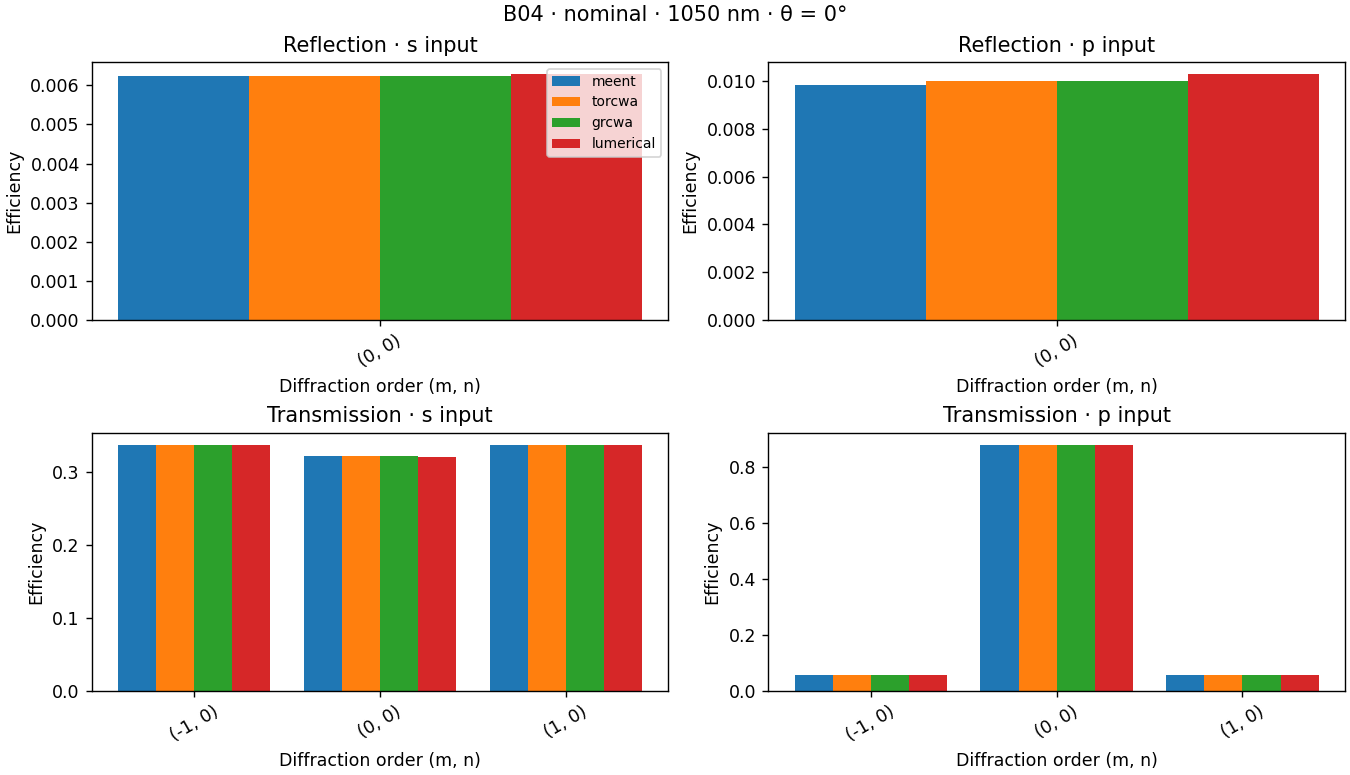 B04 · nominal · 1050 nm · θ = 0°
Reflection · s input
Efficiency
0.006
0.005
0.004
0.003
0.002
0.001
0.000
meent
torcwa
grcwa
lumerical
(0, 0)
Diffraction order (m, n)
Reflection · p input
Efficiency
0.010
0.008
0.006
0.004
0.002
0.000
(0, 0)
Diffraction order (m, n)
Transmission · s input
Efficiency
0.3
0.2
0.1
0.0
(-1, 0)
(0, 0)
(1, 0)
Diffraction order (m, n)
Transmission · p input
Efficiency
0.8
0.6
0.4
0.2
0.0
(-1, 0)
(0, 0)
(1, 0)
Diffraction order (m, n)